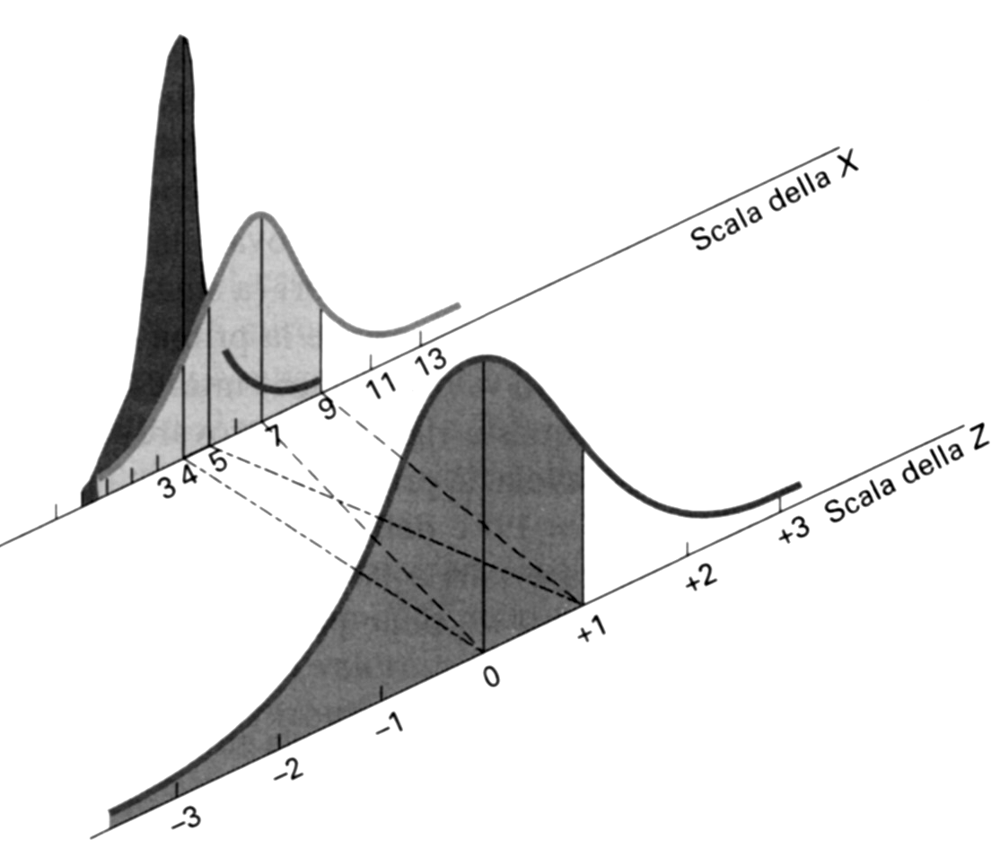 Scala della X
3 4 5 7 9 11 13
Scala della Z
-3 -2 -1 0 +1 +2 +3